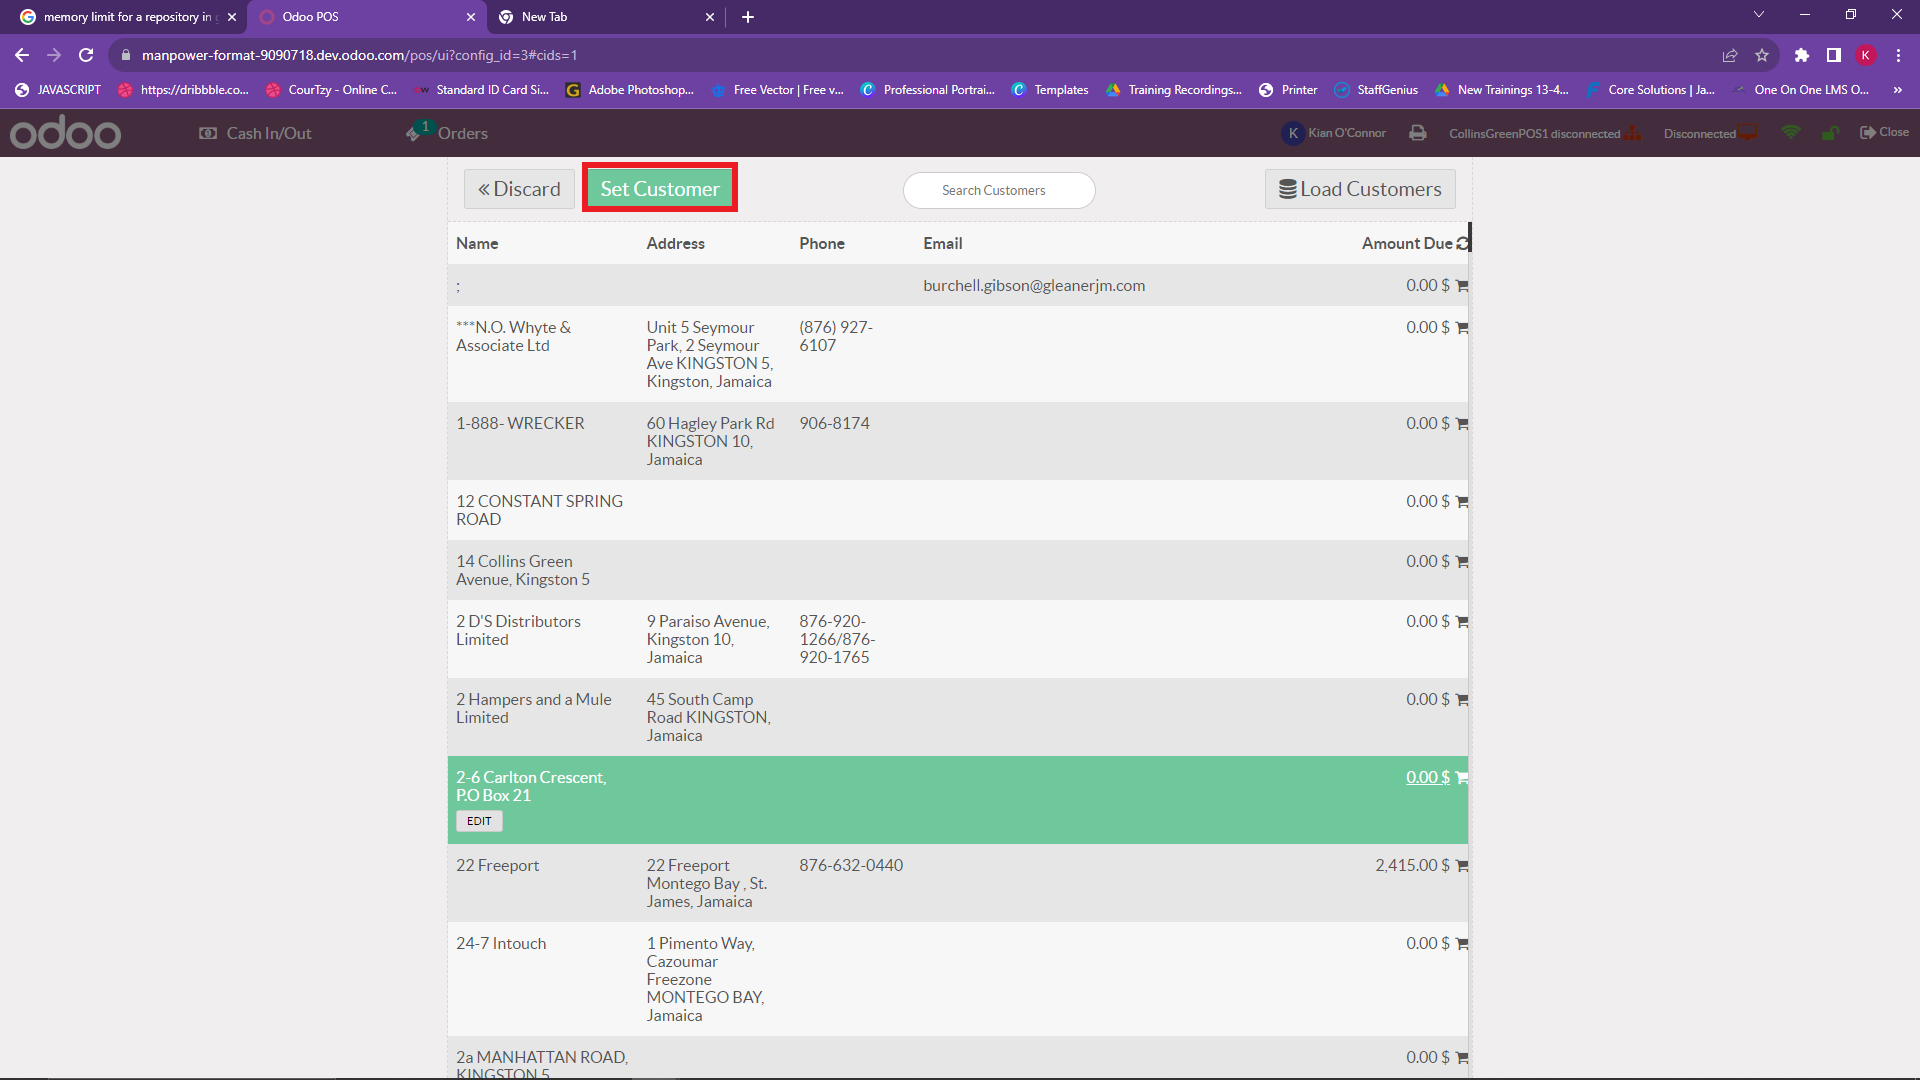 memory limit for a repository in g
Odoo POS
New Tab
manpower-format-9090718.dev.odoo.com/pos/ui?config_id=3#cids=1
K
JAVASCRIPT
https://dribbble.co...
CourTzy - Online C...
Standard ID Card Si...
Adobe Photoshop...
Free Vector | Free v...
Professional Portrai...
Templates
Training Recordings...
Printer
StaffGenius
New Trainings 13-4...
Core Solutions | Ja...
One On One LMS O...
»
odoo
Cash In/Out
1
Orders
K
Kian O'Connor
CollinsGreenPOS1 disconnected
Disconnected
Close
« Discard
Set Customer
Search Customers
Load Customers
Name Address Phone Email Amount Due
; burchell.gibson@gleanerjm.com 0.00 $
***N.O. Whyte & Unit 5 Seymour (876) 927- 0.00 $
Associate Ltd Park, 2 Seymour 6107
Ave KINGSTON 5,
Kingston, Jamaica
1-888- WRECKER 60 Hagley Park Rd 906-8174 0.00 $
KINGSTON 10,
Jamaica
12 CONSTANT SPRING 0.00 $
ROAD
14 Collins Green 0.00 $
Avenue, Kingston 5
2 D'S Distributors 9 Paraiso Avenue, 876-920- 0.00 $
Limited Kingston 10, 1266/876-
Jamaica 920-1765
2 Hampers and a Mule 45 South Camp 0.00 $
Limited Road KINGSTON,
Jamaica
2-6 Carlton Crescent, 0.00 $
P.O Box 21
EDIT
22 Freeport 22 Freeport 876-632-0440 2,415.00 $
Montego Bay , St.
James, Jamaica
24-7 Intouch 1 Pimento Way, 0.00 $
Cazoumar
Freezone
MONTEGO BAY,
Jamaica
2a MANHATTAN ROAD, 0.00 $
KINGSTON 5